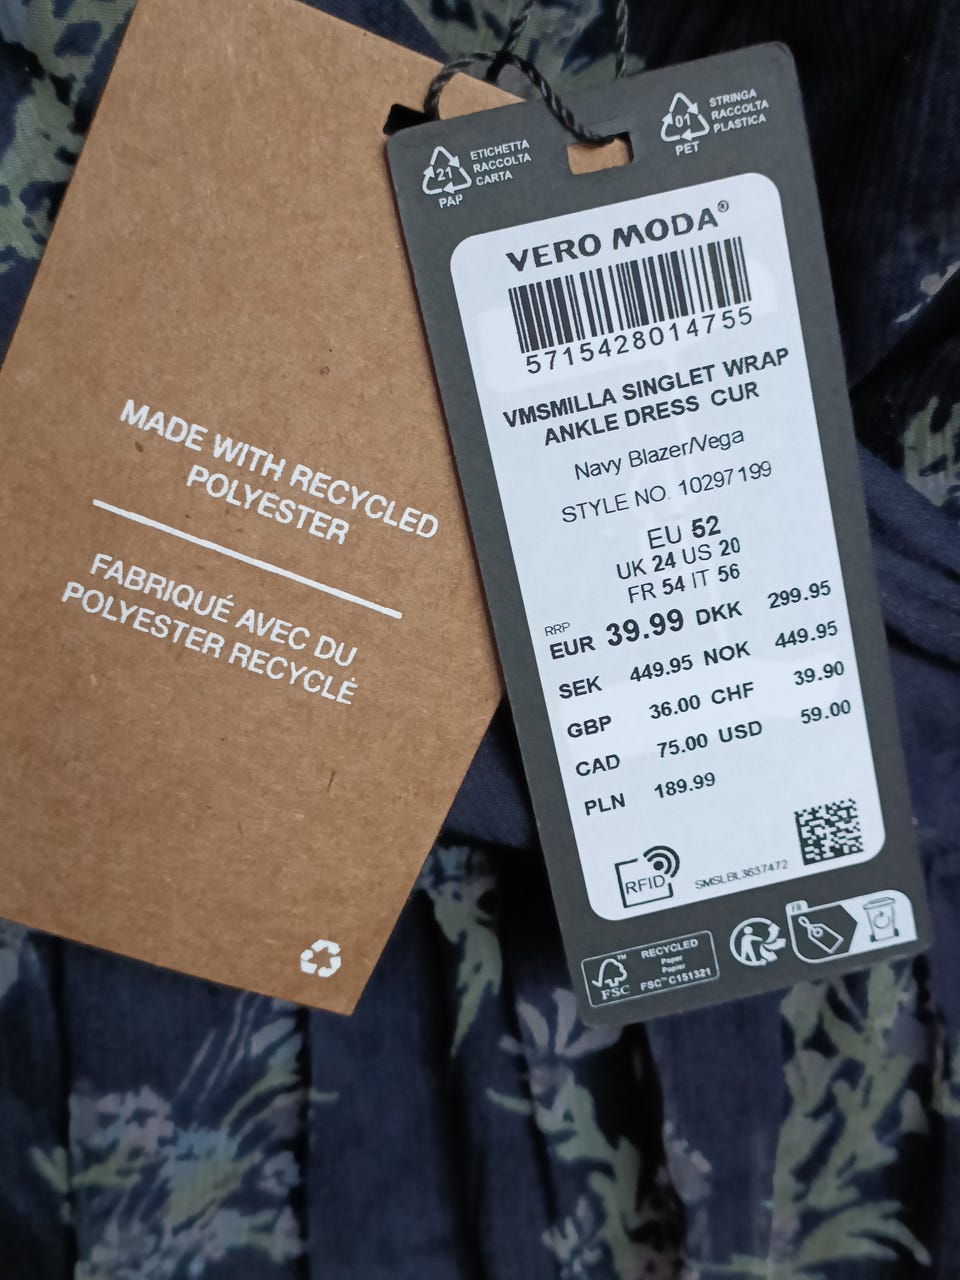 MADE WITH RECYCLED
POLYESTER
FABRIQUÉ AVEC DU
POLYESTER RECYCLÉ
21
PAP
ETICHETTA
RACCOLTA
CARTA
01
PET
STRINGA
RACCOLTA
PLASTICA
VERO MODA®
5715428014755
VMSMILLA SINGLET WRAP
ANKLE DRESS CUR
Navy Blazer/Vega
STYLE NO. 10297199
EU 52
UK 24 US 20
FR 54 IT 56
RRP
EUR 39.99 DKK 299.95
SEK 449.95 NOK 449.95
GBP 36.00 CHF 39.90
CAD 75.00 USD 59.00
PLN 189.99
RFID
SMSLBL3637472
FSC™
RECYCLED
Paper
Papier
FSC™ C151321
FR